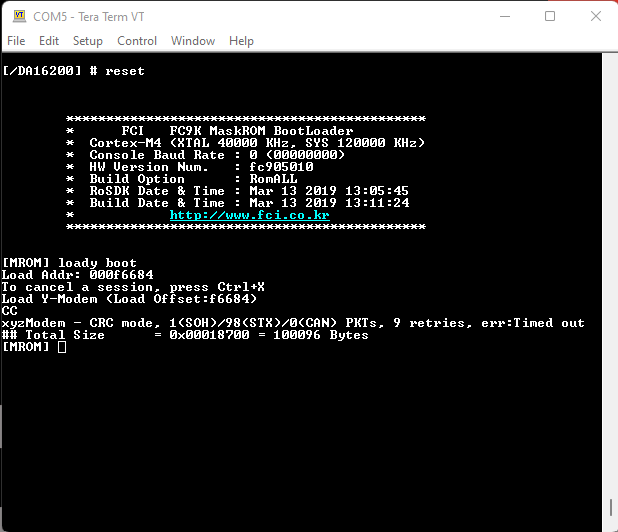 COM5 - Tera Term VT
File Edit Setup Control Window Help
[/DA16200] # reset
*********************************************
* FCI FC9K MaskROM BootLoader
* Cortex-M4 (XTAL 40000 KHz, SYS 120000 KHz)
* Console Baud Rate : 0 (00000000)
* HW Version Num. : fc905010
* Build Option : RomALL
* RoSDK Date & Time : Mar 13 2019 13:05:45
* Build Date & Time : Mar 13 2019 13:11:24
* http://www.fci.co.kr
*********************************************
[MROM] loady boot
Load Addr: 000f6684
To cancel a session, press Ctrl+X
Load Y-Modem (Load Offset:f6684)
CC
xyzModem - CRC mode, 1(SOH)/98(STX)/0(CAN) PKTs, 9 retries, err:Timed out
## Total Size = 0x00018700 = 100096 Bytes
[MROM]